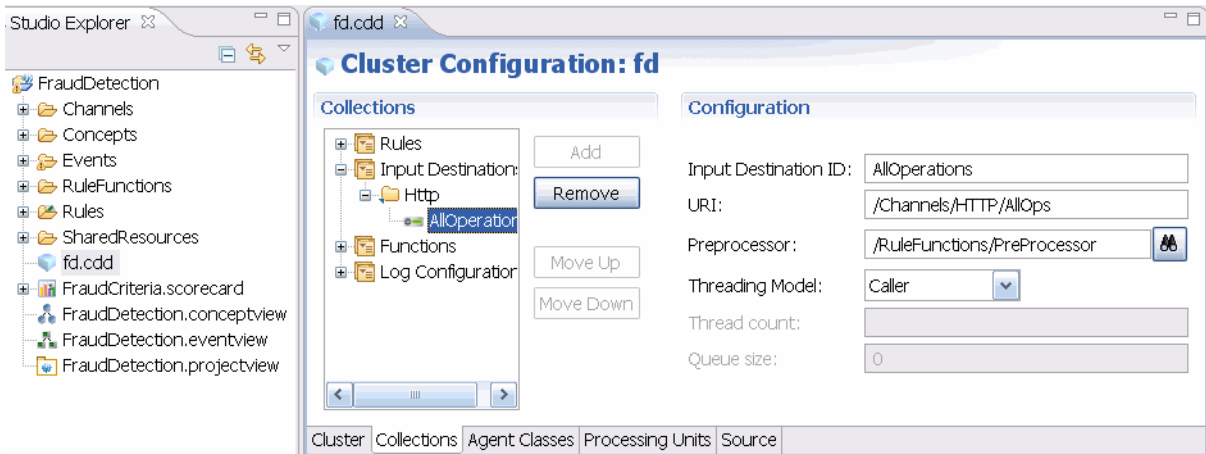 Studio Explorer
FraudDetection
Channels
Concepts
Events
RuleFunctions
Rules
SharedResources
fd.cdd
FraudCriteria.scorecard
FraudDetection.conceptview
FraudDetection.eventview
FraudDetection.projectview
fd.cdd
Cluster Configuration: fd
Collections
Rules
Input Destination
Http
AllOperation
Functions
Log Configuration
Add
Remove
Move Up
Move Down
Configuration
Input Destination ID: AllOperations
URI: /Channels/HTTP/AllOps
Preprocessor: /RuleFunctions/PreProcessor
Threading Model: Caller
Thread count:
Queue size: 0
Cluster Collections Agent Classes Processing Units Source